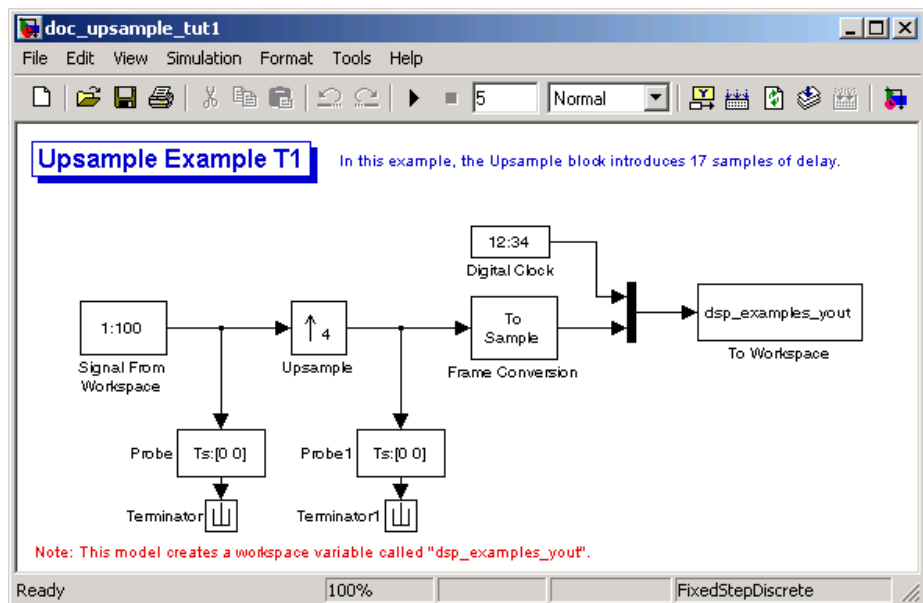 doc_upsample_tut1
File Edit View Simulation Format Tools Help
5 Normal
Upsample Example T1
In this example, the Upsample block introduces 17 samples of delay.
12:34
Digital Clock
1:100
Signal From
Workspace
4
Upsample
To
Sample
Frame Conversion
dsp_examples_yout
To Workspace
Probe Ts:[0 0]
Probe1 Ts:[0 0]
Terminator
Terminator1
Note: This model creates a workspace variable called "dsp_examples_yout".
Ready 100% FixedStepDiscrete